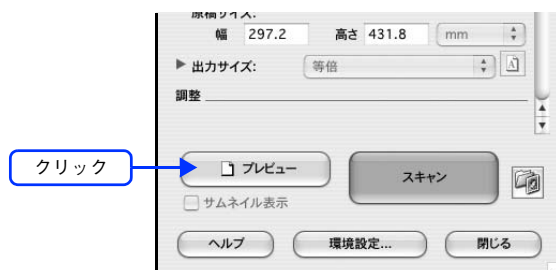 原稿サイズ:
幅 297.2 高さ 431.8 mm
出力サイズ: 等倍
調整
クリック
プレビュー スキャン
サムネイル表示
ヘルプ 環境設定... 閉じる